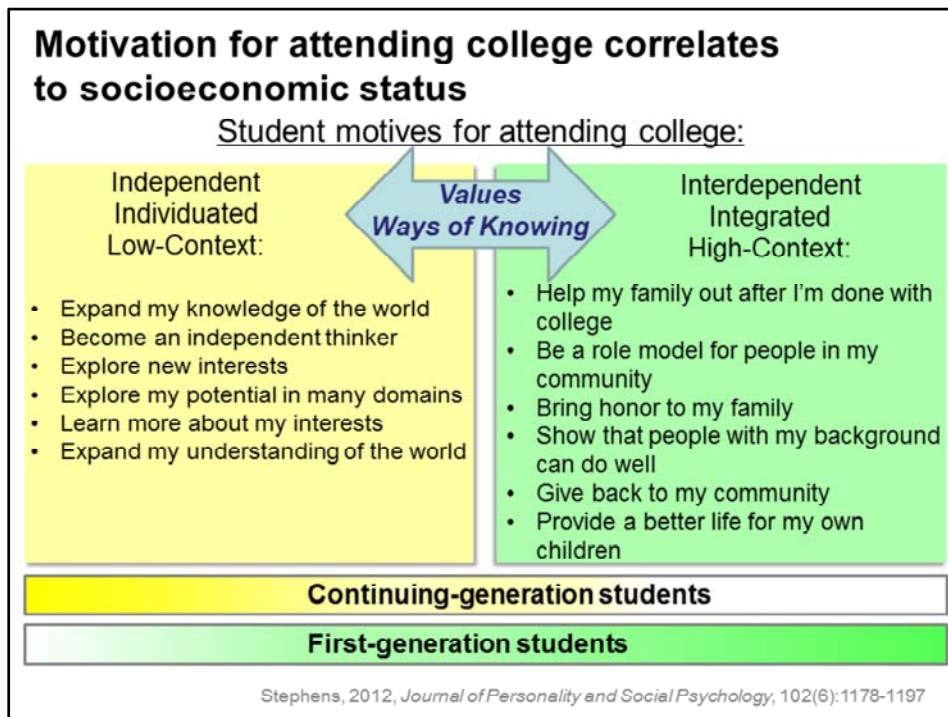 Motivation for attending college correlates
to socioeconomic status
Student motives for attending college:
Independent
Individuated
Low-Context:
Values
Ways of Knowing
Interdependent
Integrated
High-Context:
• Expand my knowledge of the world
• Become an independent thinker
• Explore new interests
• Explore my potential in many domains
• Learn more about my interests
• Expand my understanding of the world
• Help my family out after I'm done with
college
• Be a role model for people in my
community
• Bring honor to my family
• Show that people with my background
can do well
• Give back to my community
• Provide a better life for my own
children
Continuing-generation students
First-generation students
Stephens, 2012, Journal of Personality and Social Psychology, 102(6):1178-1197